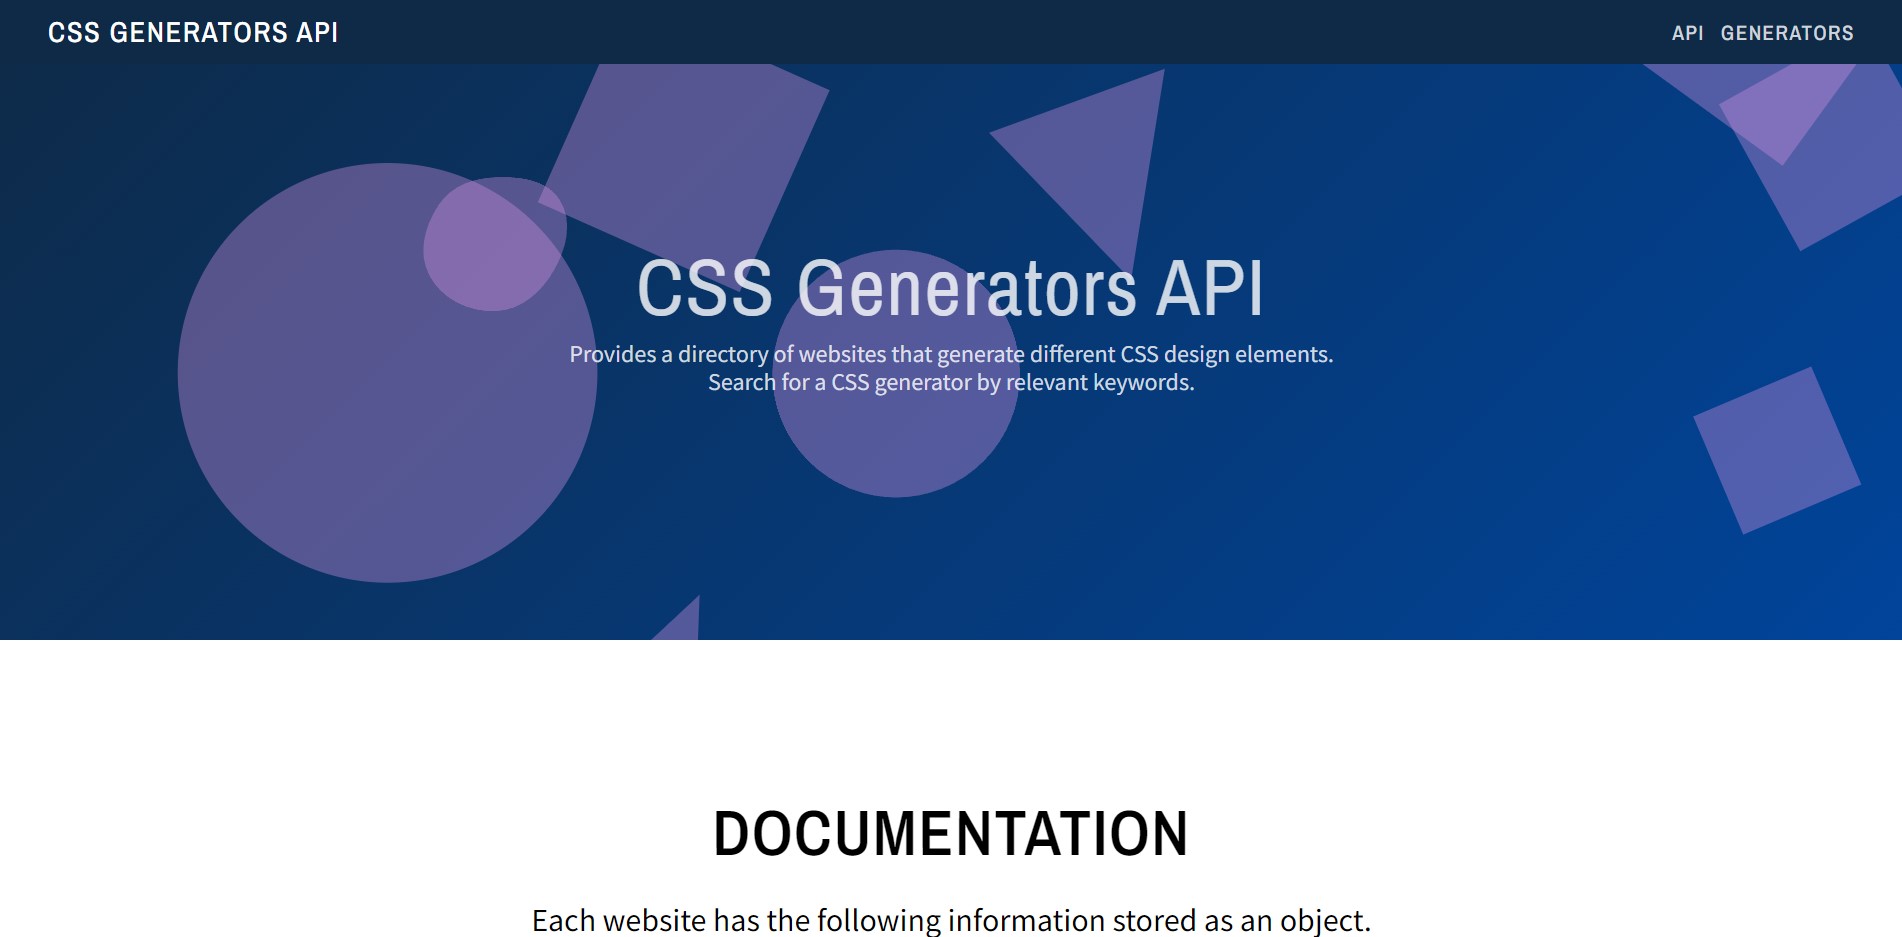 CSS GENERATORS API
API GENERATORS
CSS Generators API
Provides a directory of websites that generate different CSS design elements.
Search for a CSS generator by relevant keywords.
DOCUMENTATION
Each website has the following information stored as an object.